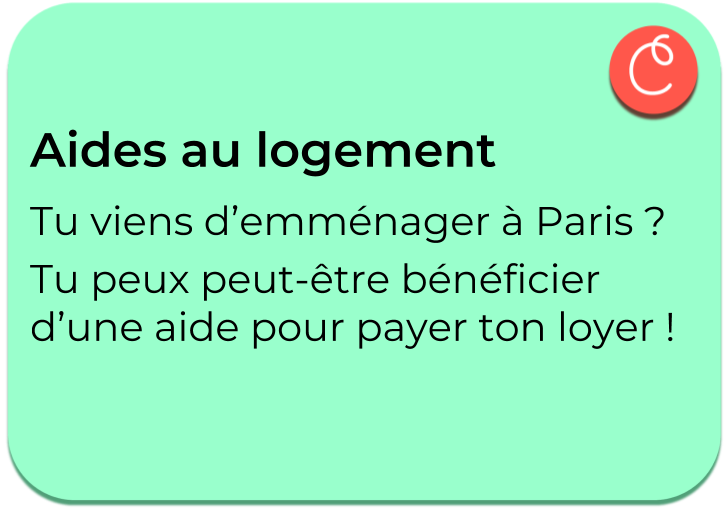 Aides au logement
Tu viens d’emménager à Paris ?
Tu peux peut-être bénéficier
d’une aide pour payer ton loyer !